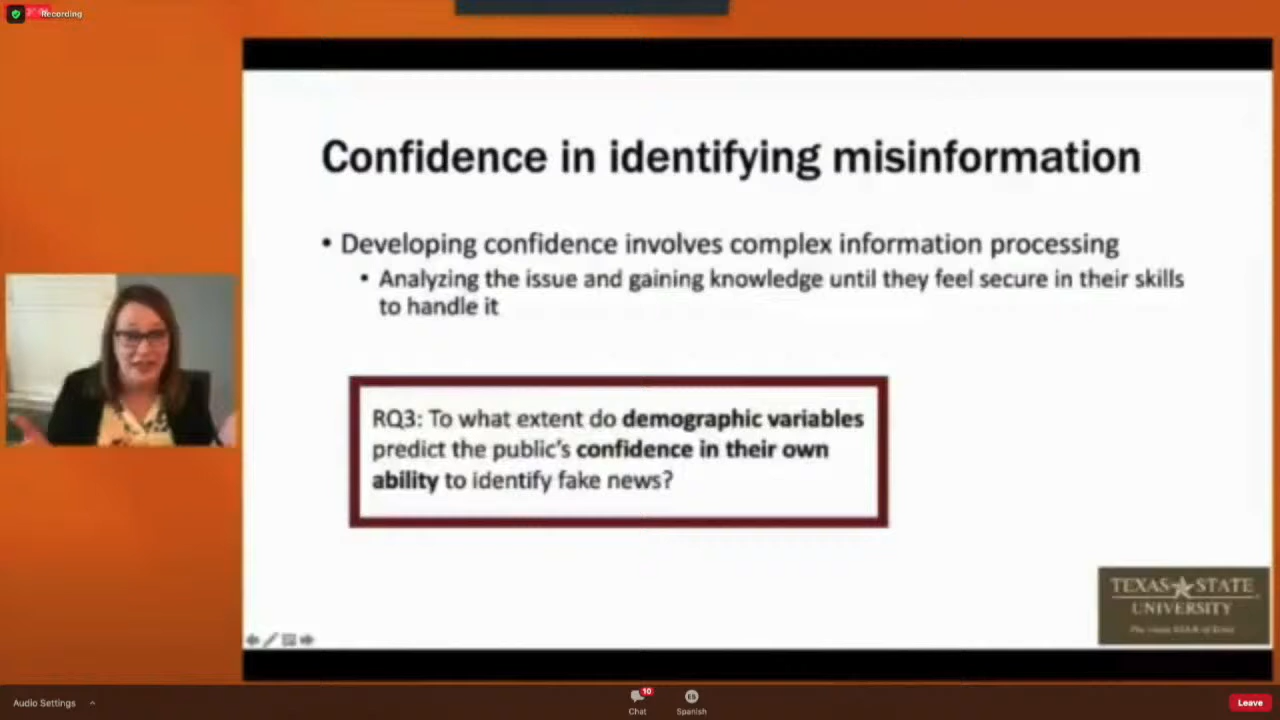 Recording
Confidence in identifying misinformation
• Developing confidence involves complex information processing
• Analyzing the issue and gaining knowledge until they feel secure in their skills
to handle it
RQ3: To what extent do demographic variables
predict the public's confidence in their own
ability to identify fake news?
TEXAS STATE
UNIVERSITY
Audio Settings
10
Chat
ES
Spanish
Leave